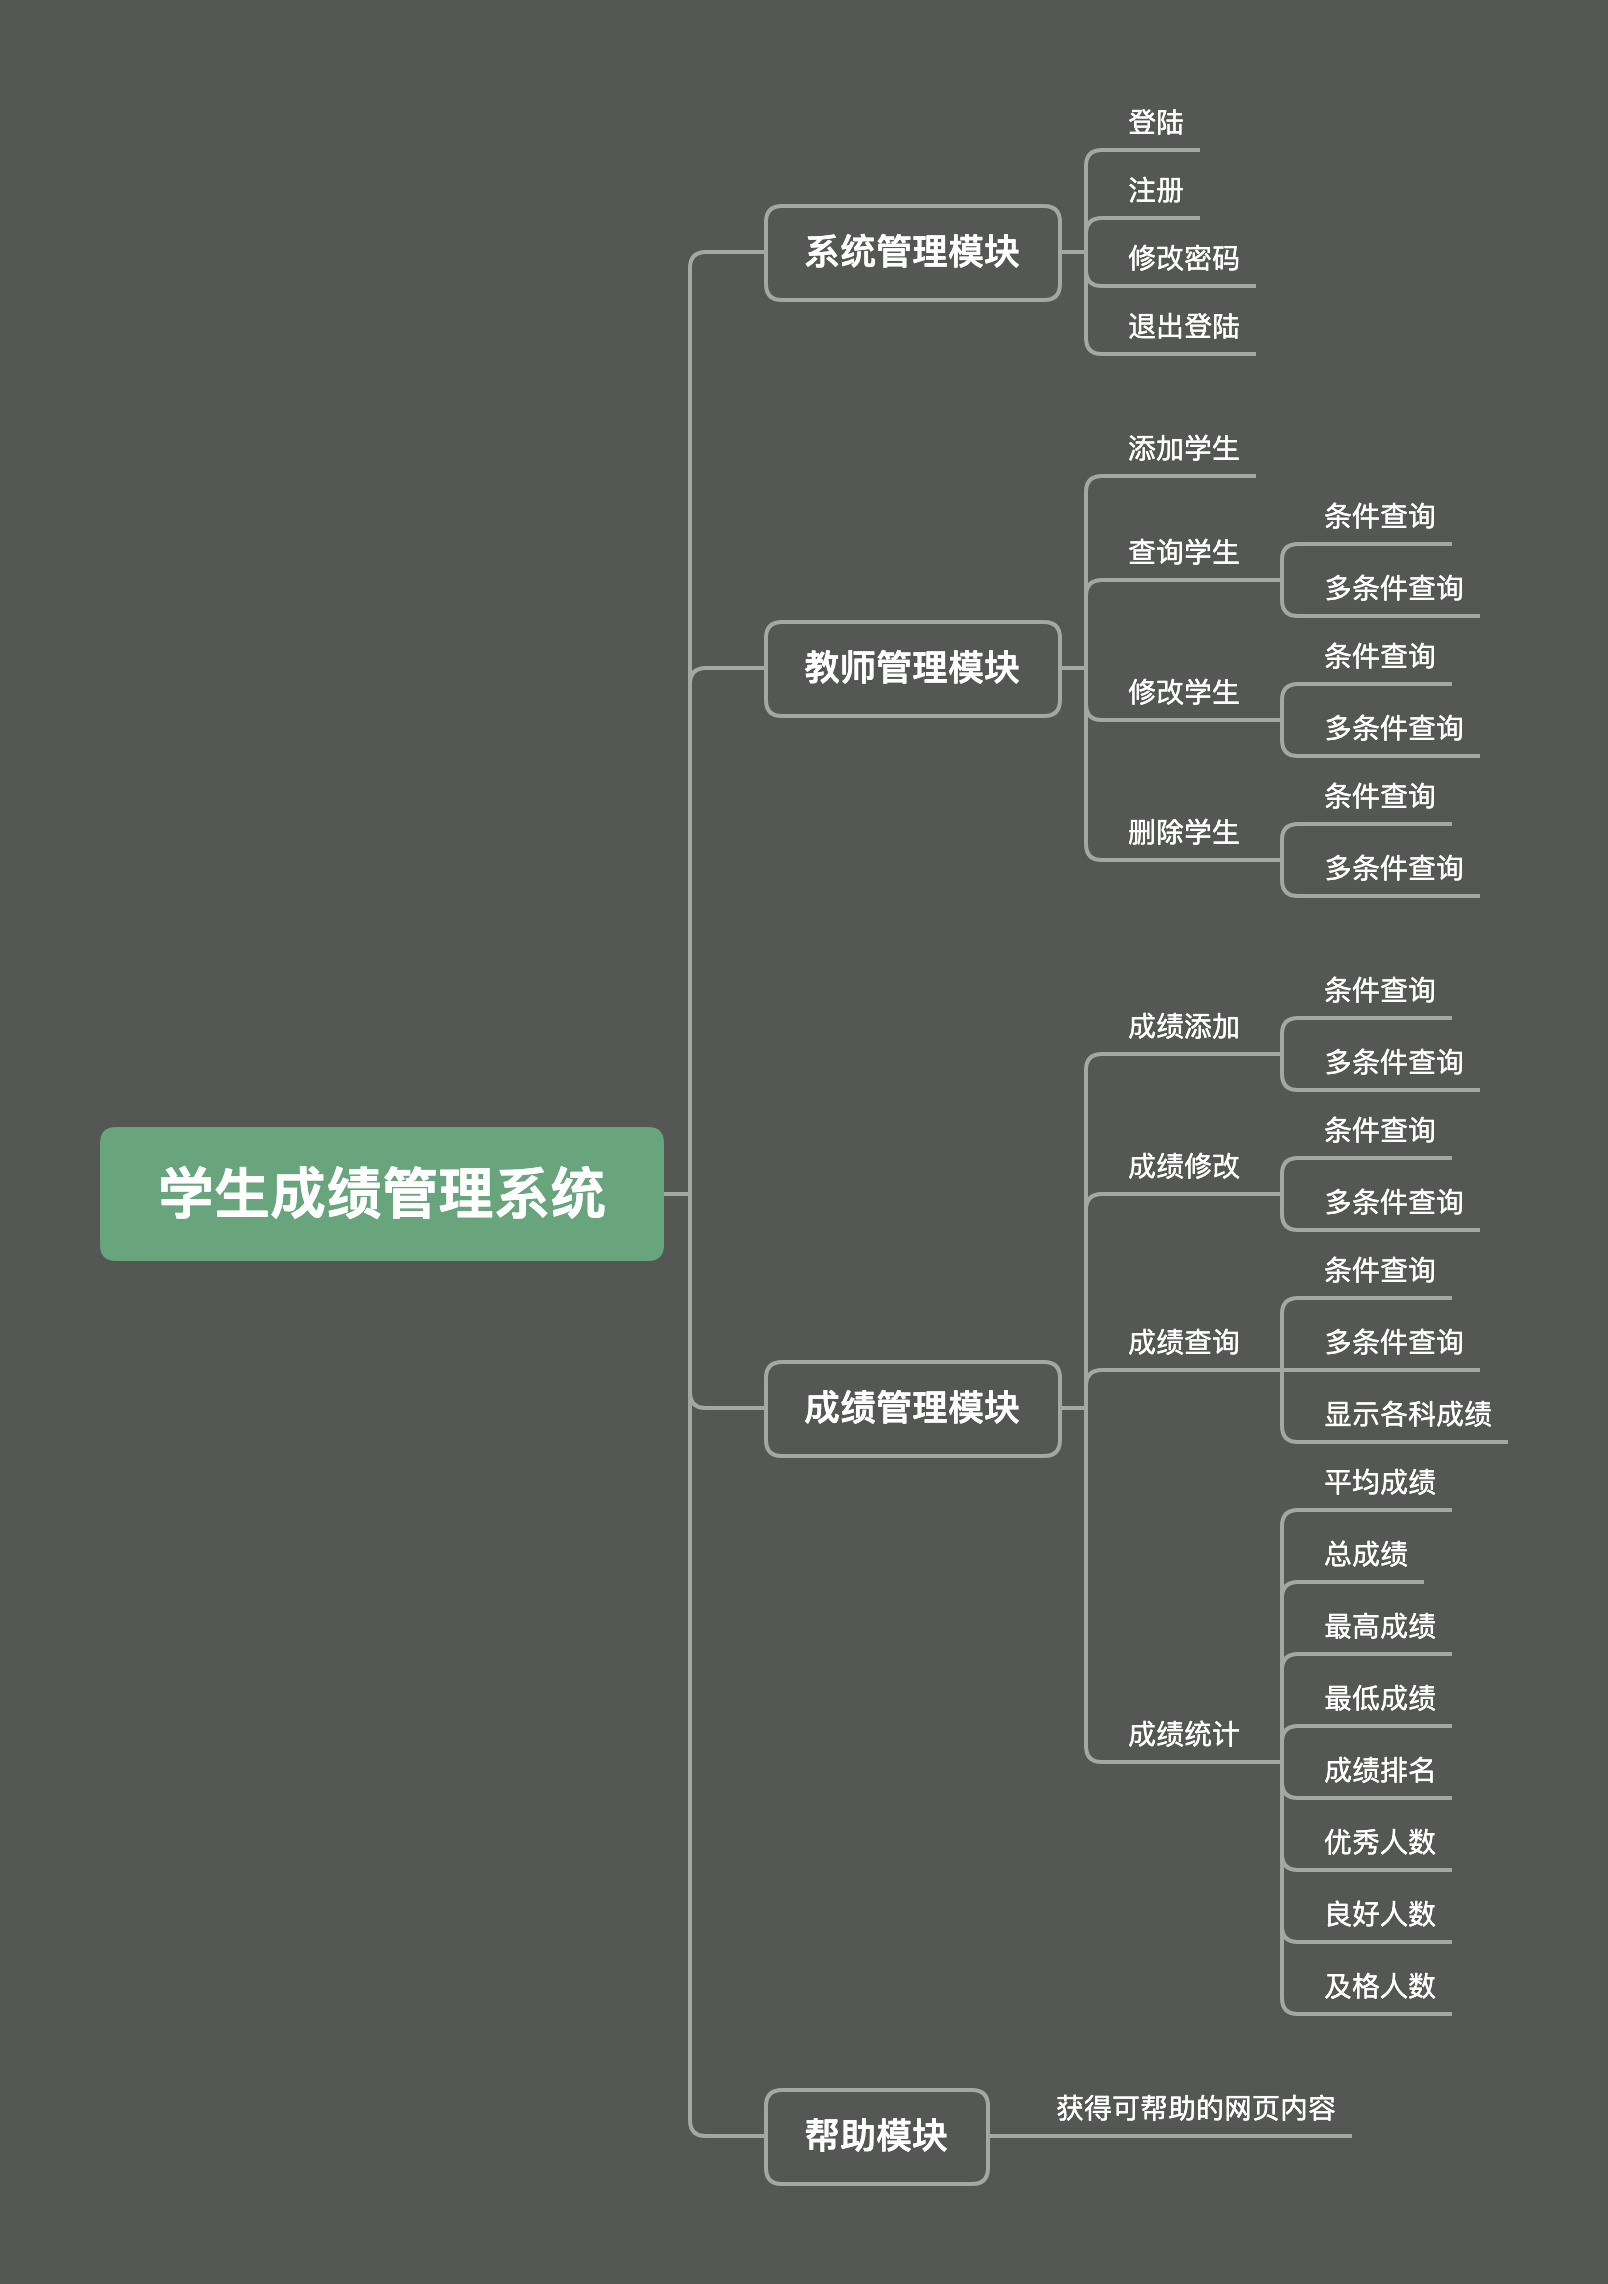 学生成绩管理系统
系统管理模块
登陆
注册
修改密码
退出登陆
教师管理模块
添加学生
查询学生
条件查询
多条件查询
修改学生
条件查询
多条件查询
删除学生
条件查询
多条件查询
成绩管理模块
成绩添加
条件查询
多条件查询
成绩修改
条件查询
多条件查询
成绩查询
条件查询
多条件查询
显示各科成绩
成绩统计
平均成绩
总成绩
最高成绩
最低成绩
成绩排名
优秀人数
良好人数
及格人数
帮助模块
获得可帮助的网页内容